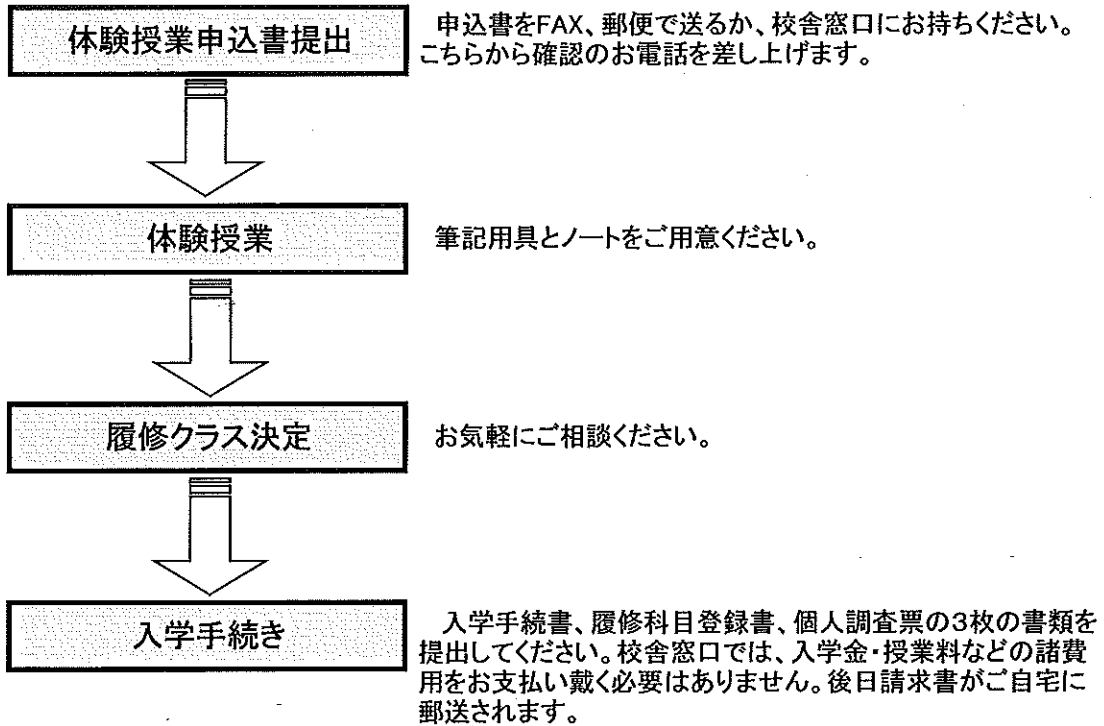 体験授業申込書提出
申込書をFAX、郵便で送るか、校舎窓口にお持ちください。
こちらから確認のお電話を差し上げます。
体験授業
筆記用具とノートをご用意ください。
履修クラス決定
お気軽にご相談ください。
入学手続き
入学手続書、履修科目登録書、個人調査票の3枚の書類を
提出してください。校舎窓口では、入学金・授業料などの諸費
用をお支払い戴く必要はありません。後日請求書がご自宅に
郵送されます。